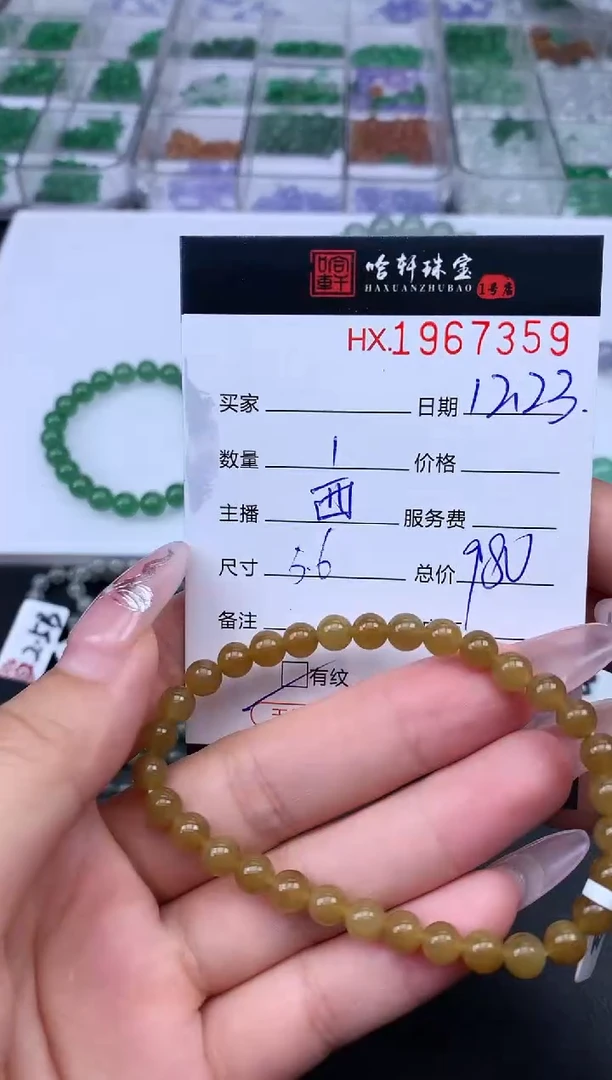 哈轩珠宝
HAXUANZHUBAO 1号店
HX.1967359
买家 日期 12.23.
数量 1 价格
主播 西 服务费
尺寸 5.6 总价 980
备注
有纹
258